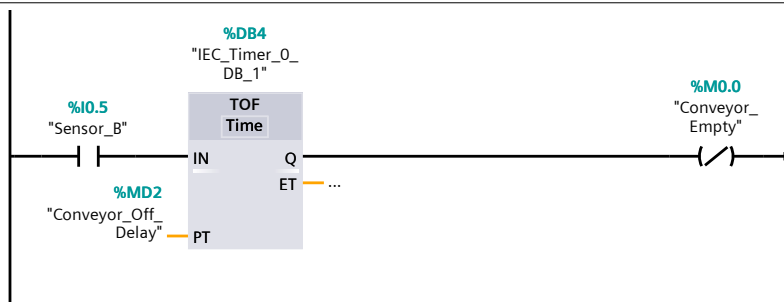 %DB4
"IEC_Timer_0_
DB_1"
%I0.5
"Sensor_B"
TOF
Time
IN
Q
ET
...
%MD2
"Conveyor_Off_
Delay"
PT
%M0.0
"Conveyor_
Empty"